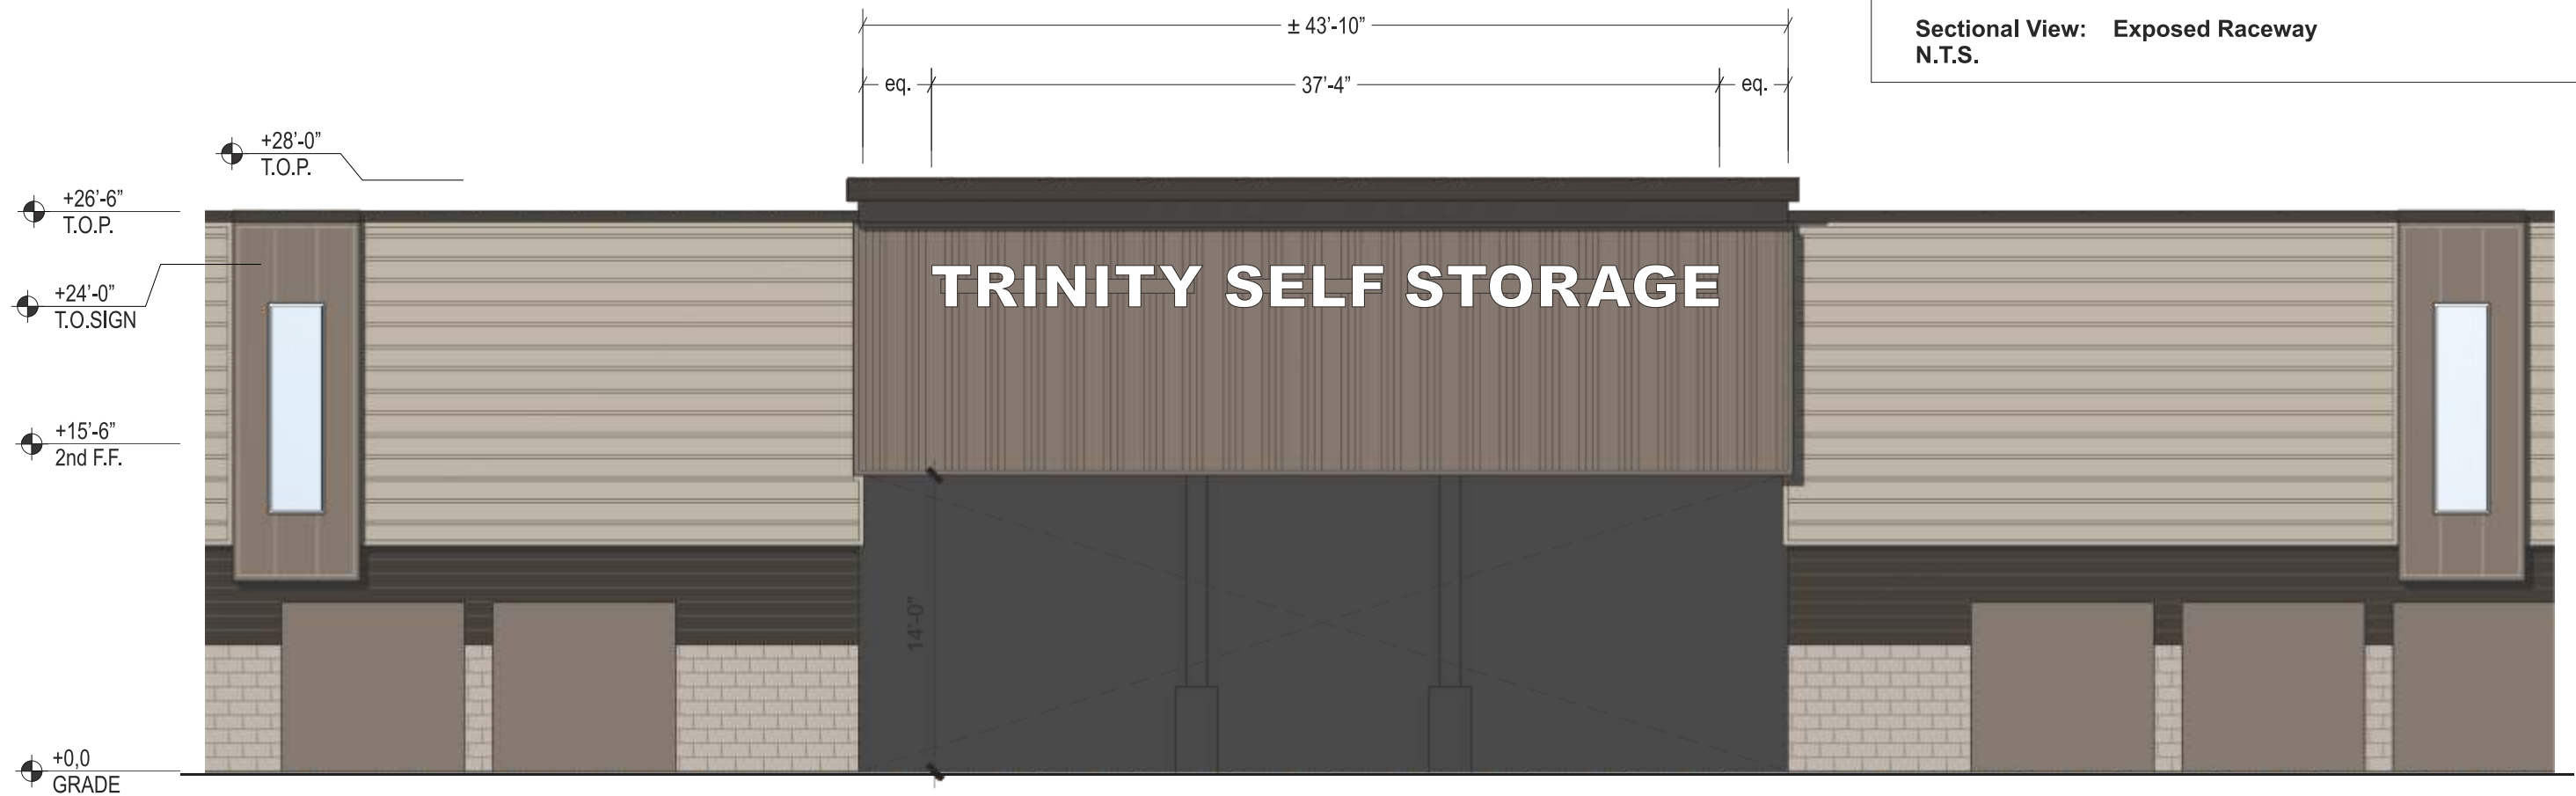 ± 43’-10”
Sectional View: Exposed Raceway
N.T.S.
eq.
37’-4”
eq.
+28’-0”
T.O.P.
+26’-6”
T.O.P.
+24’-0”
T.O.SIGN
TRINITY SELF STORAGE
+15’-6”
2nd F.F.
14’-0”
+0,0
GRADE